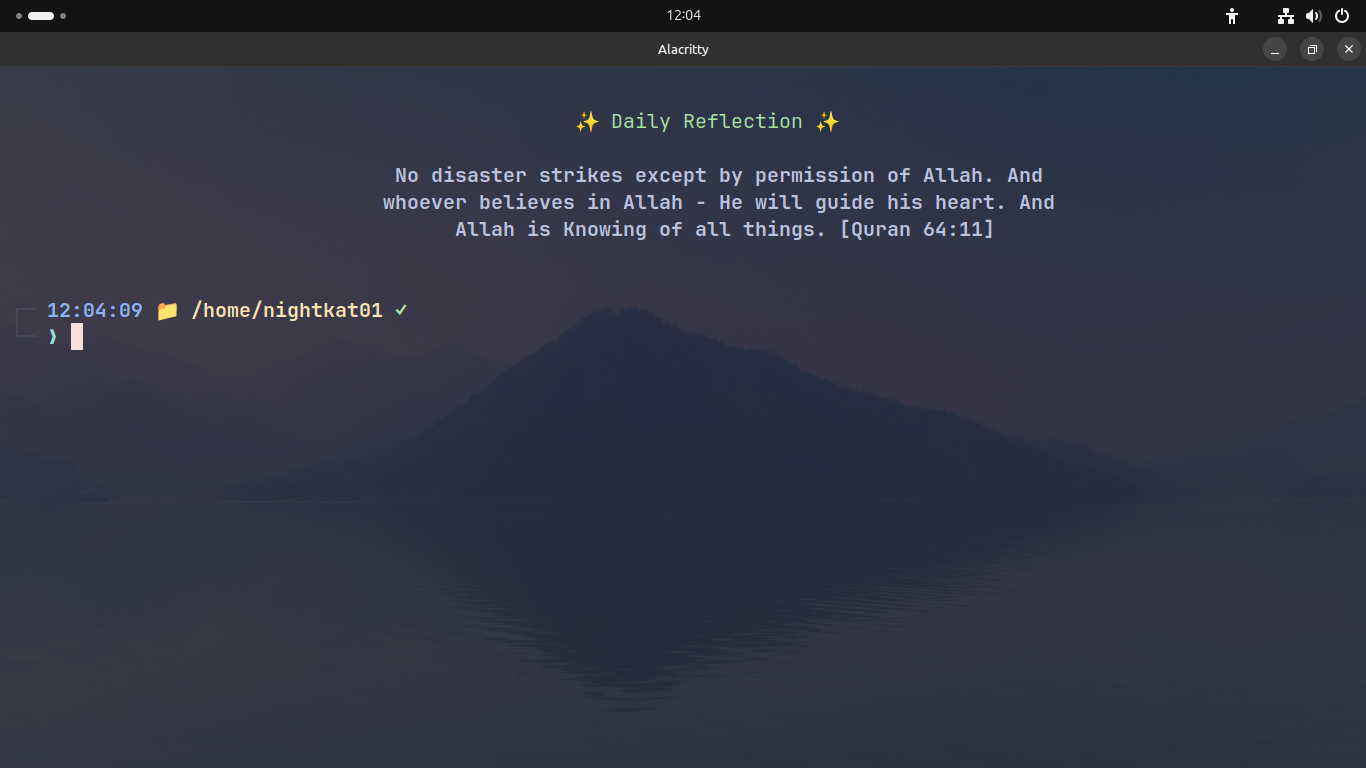 12:04
Alacritty
✨ Daily Reflection ✨
No disaster strikes except by permission of Allah. And
whoever believes in Allah - He will guide his heart. And
Allah is Knowing of all things. [Quran 64:11]
12:04:09 📁 /home/nightkat01 ✓
❯